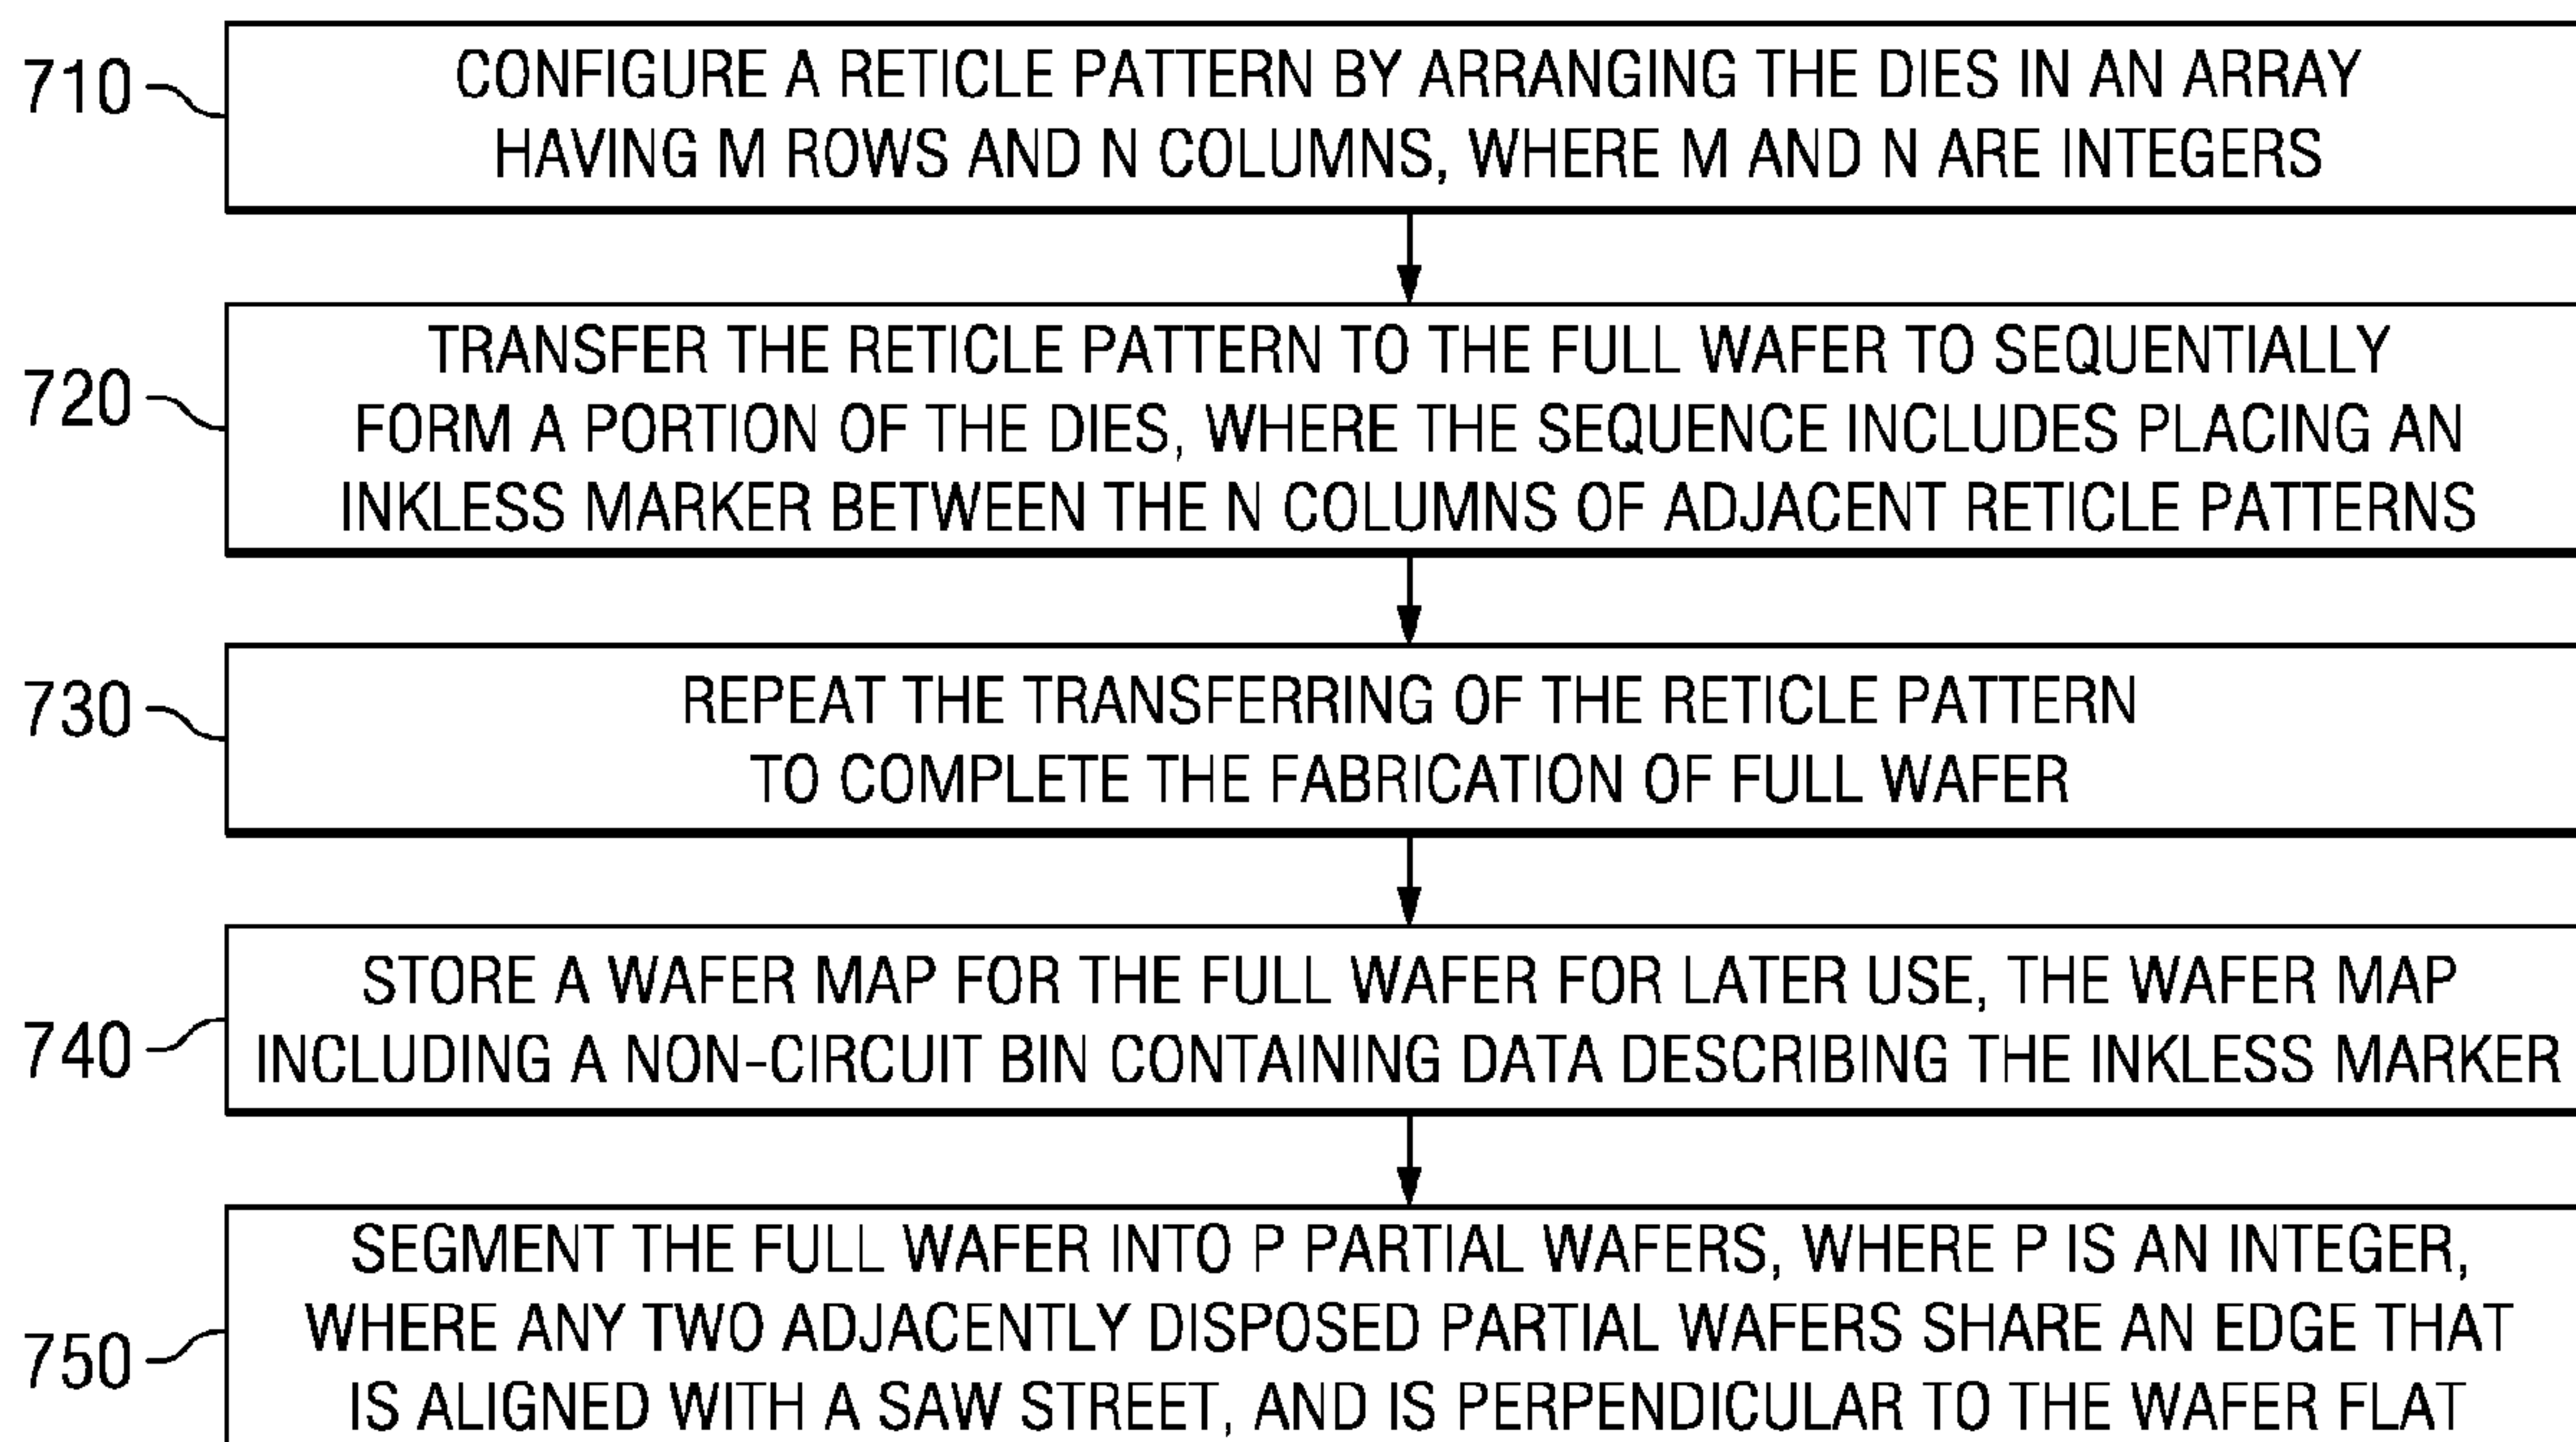 710
CONFIGURE A RETICLE PATTERN BY ARRANGING THE DIES IN AN ARRAY
HAVING M ROWS AND N COLUMNS, WHERE M AND N ARE INTEGERS
720
TRANSFER THE RETICLE PATTERN TO THE FULL WAFER TO SEQUENTIALLY
FORM A PORTION OF THE DIES, WHERE THE SEQUENCE INCLUDES PLACING AN
INKLESS MARKER BETWEEN THE N COLUMNS OF ADJACENT RETICLE PATTERNS
730
REPEAT THE TRANSFERRING OF THE RETICLE PATTERN
TO COMPLETE THE FABRICATION OF FULL WAFER
740
STORE A WAFER MAP FOR THE FULL WAFER FOR LATER USE, THE WAFER MAP
INCLUDING A NON-CIRCUIT BIN CONTAINING DATA DESCRIBING THE INKLESS MARKER
750
SEGMENT THE FULL WAFER INTO P PARTIAL WAFERS, WHERE P IS AN INTEGER,
WHERE ANY TWO ADJACENTLY DISPOSED PARTIAL WAFERS SHARE AN EDGE THAT
IS ALIGNED WITH A SAW STREET, AND IS PERPENDICULAR TO THE WAFER FLAT